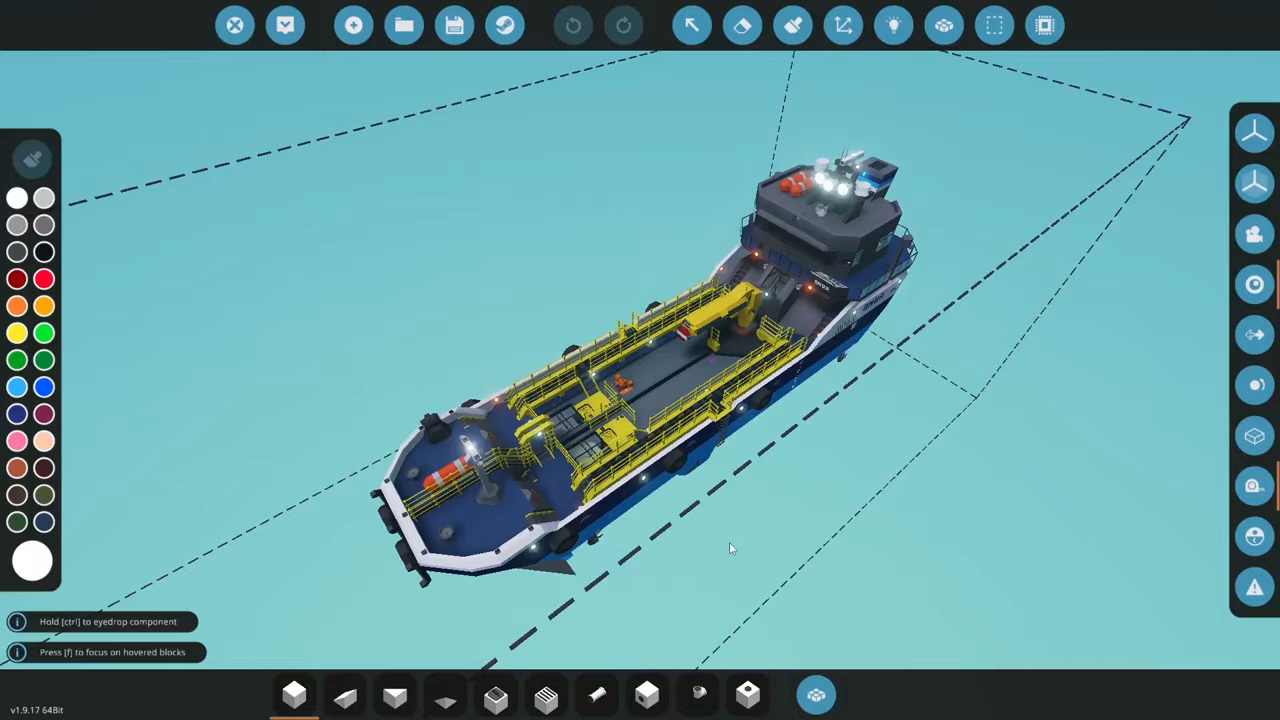 Hold [ctrl] to eyedrop component
Press [f] to focus on hovered blocks
v1.9.17 64Bit